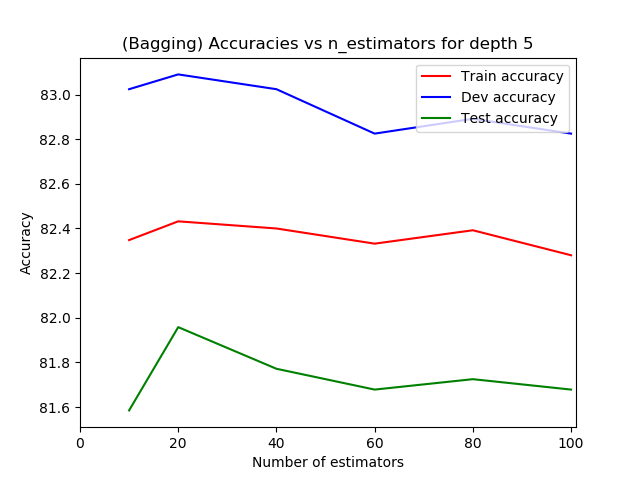 (Bagging) Accuracies vs n_estimators for depth 5
Train accuracy
Dev accuracy
Test accuracy
Accuracy
83.0
82.8
82.6
82.4
82.2
82.0
81.8
81.6
0 20 40 60 80 100
Number of estimators